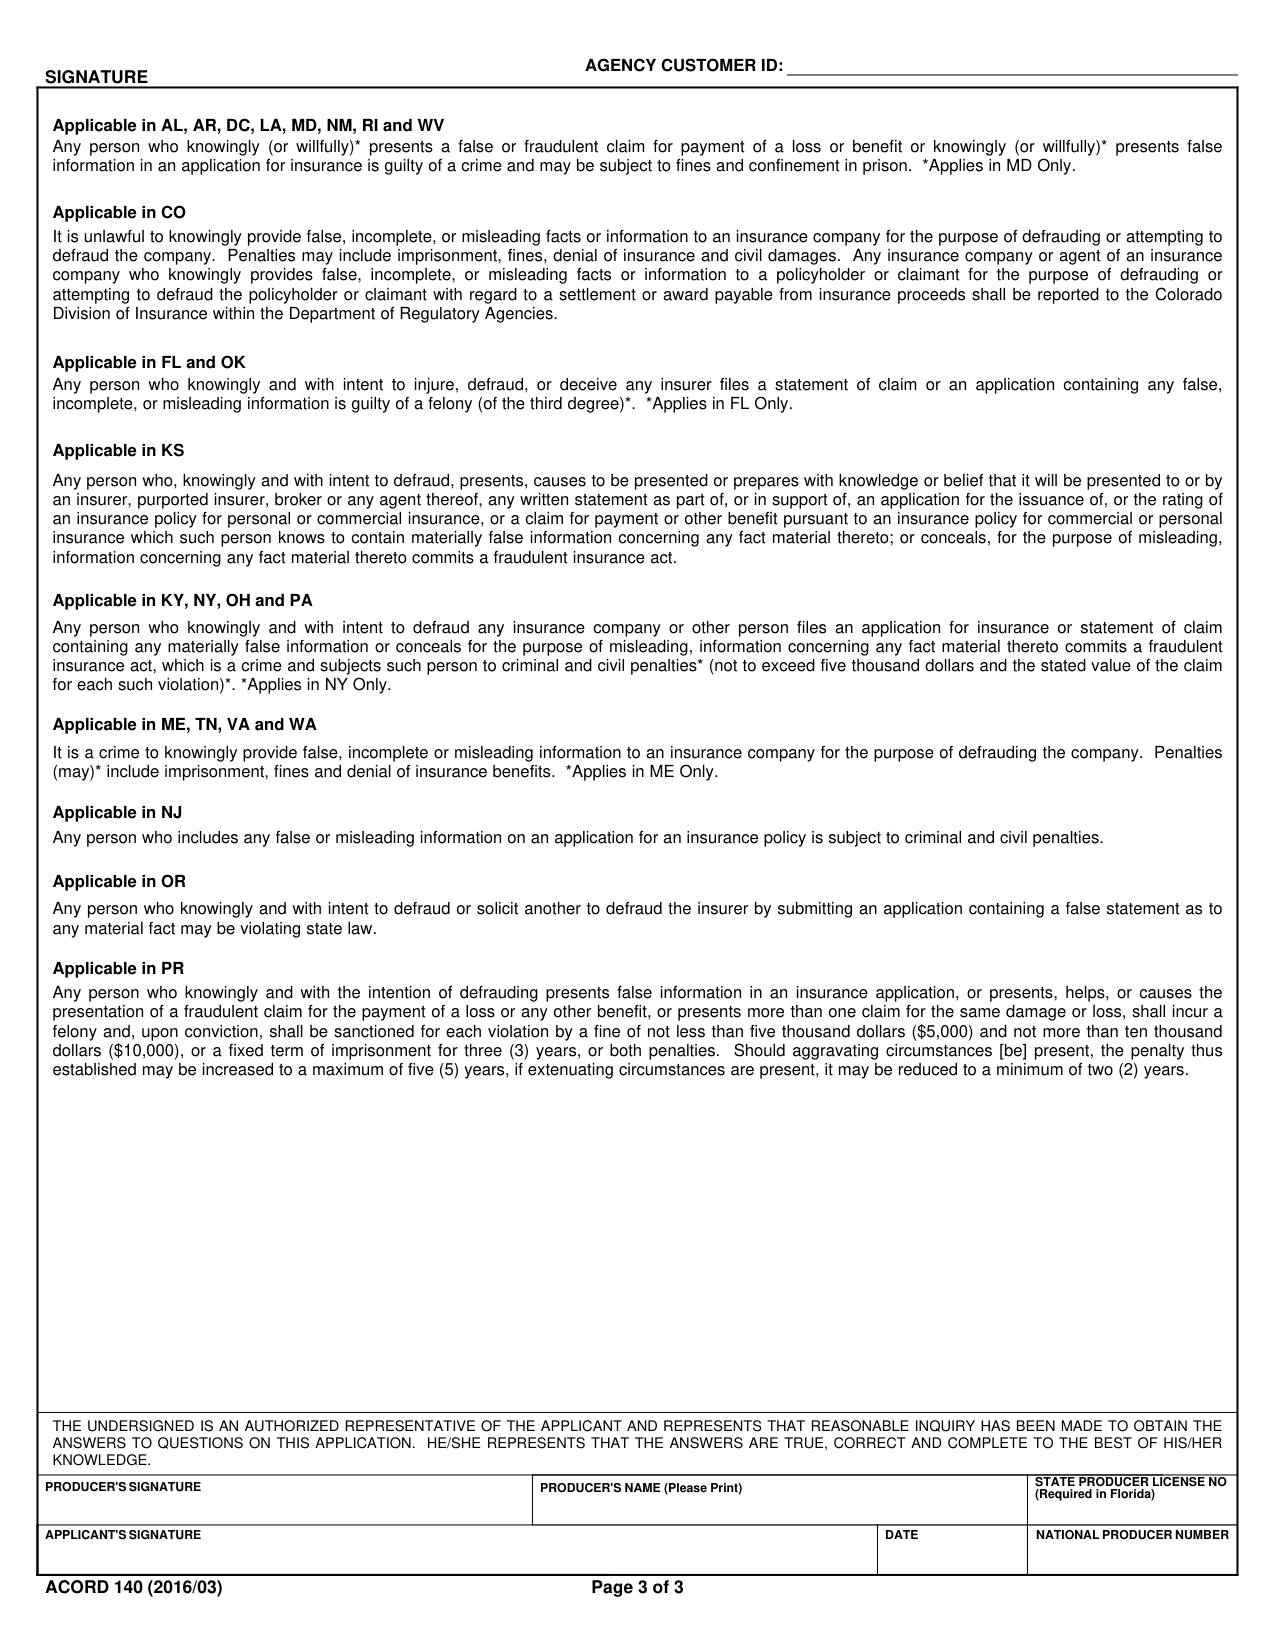 AGENCY CUSTOMER ID:
SIGNATURE
Applicable in AL, AR, DC, LA, MD, NM, RI and WV
Any person who knowingly (or willfully)* presents a false or fraudulent claim for payment of a loss or benefit or knowingly (or willfully)* presents false
information in an application for insurance is guilty of a crime and may be subject to fines and confinement in prison. *Applies in MD Only.
Applicable in CO
It is unlawful to knowingly provide false, incomplete, or misleading facts or information to an insurance company for the purpose of defrauding or attempting to
defraud the company. Penalties may include imprisonment, fines, denial of insurance and civil damages. Any insurance company or agent of an insurance
company who knowingly provides false, incomplete, or misleading facts or information to a policyholder or claimant for the purpose of defrauding or
attempting to defraud the policyholder or claimant with regard to a settlement or award payable from insurance proceeds shall be reported to the Colorado
Division of Insurance within the Department of Regulatory Agencies.
Applicable in FL and OK
Any person who knowingly and with intent to injure, defraud, or deceive any insurer files a statement of claim or an application containing any false,
incomplete, or misleading information is guilty of a felony (of the third degree)*. *Applies in FL Only.
Applicable in KS
Any person who, knowingly and with intent to defraud, presents, causes to be presented or prepares with knowledge or belief that it will be presented to or by
an insurer, purported insurer, broker or any agent thereof, any written statement as part of, or in support of, an application for the issuance of, or the rating of
an insurance policy for personal or commercial insurance, or a claim for payment or other benefit pursuant to an insurance policy for commercial or personal
insurance which such person knows to contain materially false information concerning any fact material thereto; or conceals, for the purpose of misleading,
information concerning any fact material thereto commits a fraudulent insurance act.
Applicable in KY, NY, OH and PA
Any person who knowingly and with intent to defraud any insurance company or other person files an application for insurance or statement of claim
containing any materially false information or conceals for the purpose of misleading, information concerning any fact material thereto commits a fraudulent
insurance act, which is a crime and subjects such person to criminal and civil penalties* (not to exceed five thousand dollars and the stated value of the claim
for each such violation)*. *Applies in NY Only.
Applicable in ME, TN, VA and WA
It is a crime to knowingly provide false, incomplete or misleading information to an insurance company for the purpose of defrauding the company. Penalties
(may)* include imprisonment, fines and denial of insurance benefits. *Applies in ME Only.
Applicable in NJ
Any person who includes any false or misleading information on an application for an insurance policy is subject to criminal and civil penalties.
Applicable in OR
Any person who knowingly and with intent to defraud or solicit another to defraud the insurer by submitting an application containing a false statement as to
any material fact may be violating state law.
Applicable in PR
Any person who knowingly and with the intention of defrauding presents false information in an insurance application, or presents, helps, or causes the
presentation of a fraudulent claim for the payment of a loss or any other benefit, or presents more than one claim for the same damage or loss, shall incur a
felony and, upon conviction, shall be sanctioned for each violation by a fine of not less than five thousand dollars ($5,000) and not more than ten thousand
dollars ($10,000), or a fixed term of imprisonment for three (3) years, or both penalties. Should aggravating circumstances [be] present, the penalty thus
established may be increased to a maximum of five (5) years, if extenuating circumstances are present, it may be reduced to a minimum of two (2) years.
THE UNDERSIGNED IS AN AUTHORIZED REPRESENTATIVE OF THE APPLICANT AND REPRESENTS THAT REASONABLE INQUIRY HAS BEEN MADE TO OBTAIN THE
ANSWERS TO QUESTIONS ON THIS APPLICATION. HE/SHE REPRESENTS THAT THE ANSWERS ARE TRUE, CORRECT AND COMPLETE TO THE BEST OF HIS/HER
KNOWLEDGE.
PRODUCER'S SIGNATURE
PRODUCER'S NAME (Please Print)
STATE PRODUCER LICENSE NO
(Required in Florida)
APPLICANT'S SIGNATURE
DATE
NATIONAL PRODUCER NUMBER
ACORD 140 (2016/03)
Page 3 of 3